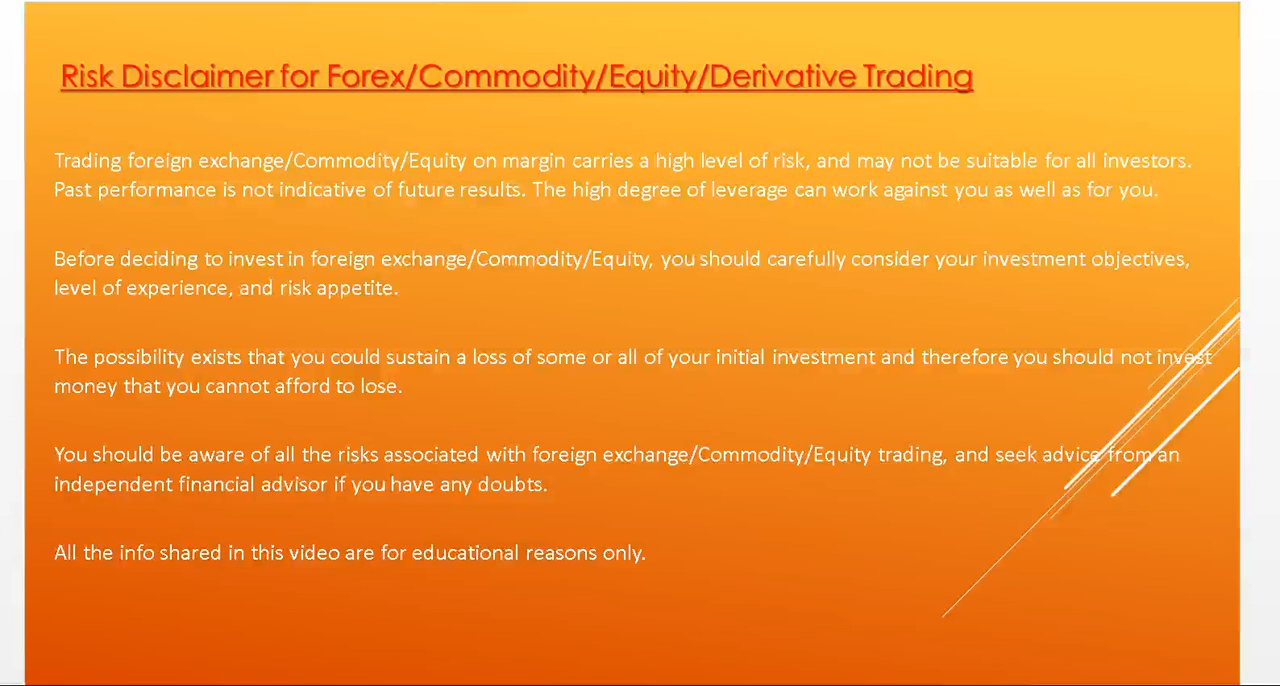 Risk Disclaimer for Forex/Commodity/Equity/Derivative Trading
Trading foreign exchange/Commodity/Equity on margin carries a high level of risk, and may not be suitable for all investors.
Past performance is not indicative of future results. The high degree of leverage can work against you as well as for you.
Before deciding to invest in foreign exchange/Commodity/Equity, you should carefully consider your investment objectives,
level of experience, and risk appetite.
The possibility exists that you could sustain a loss of some or all of your initial investment and therefore you should not invest
money that you cannot afford to lose.
You should be aware of all the risks associated with foreign exchange/Commodity/Equity trading, and seek advice from an
independent financial advisor if you have any doubts.
All the info shared in this video are for educational reasons only.